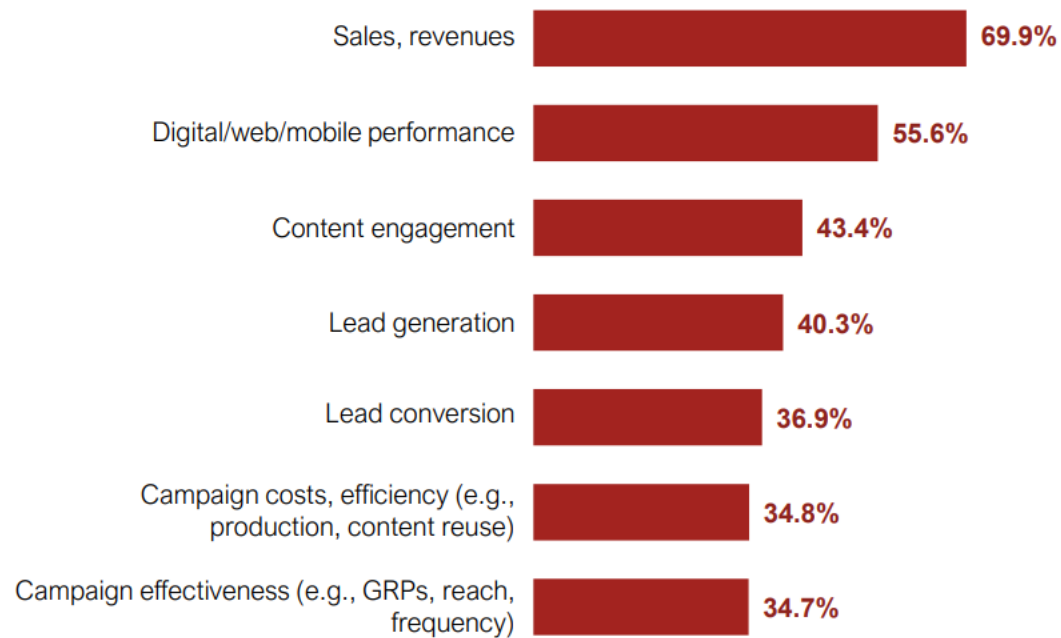 Sales, revenues 69.9%
Digital/web/mobile performance 55.6%
Content engagement 43.4%
Lead generation 40.3%
Lead conversion 36.9%
Campaign costs, efficiency (e.g.,
production, content reuse) 34.8%
Campaign effectiveness (e.g., GRPs, reach,
frequency) 34.7%